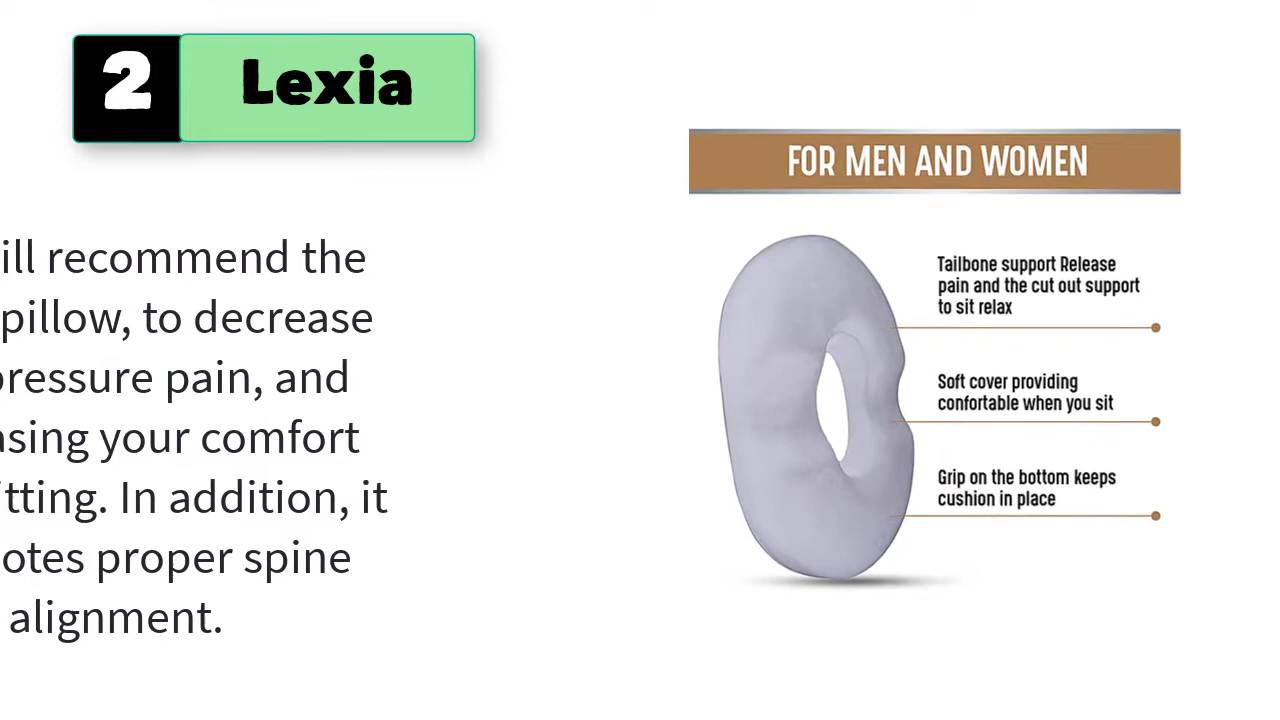 2 Lexia
ill recommend the
pillow, to decrease
pressure pain, and
asing your comfort
itting. In addition, it
otes proper spine
alignment.
FOR MEN AND WOMEN
Tailbone support Release
pain and the cut out support
to sit relax
Soft cover providing
confortable when you sit
Grip on the bottom keeps
cushion in place